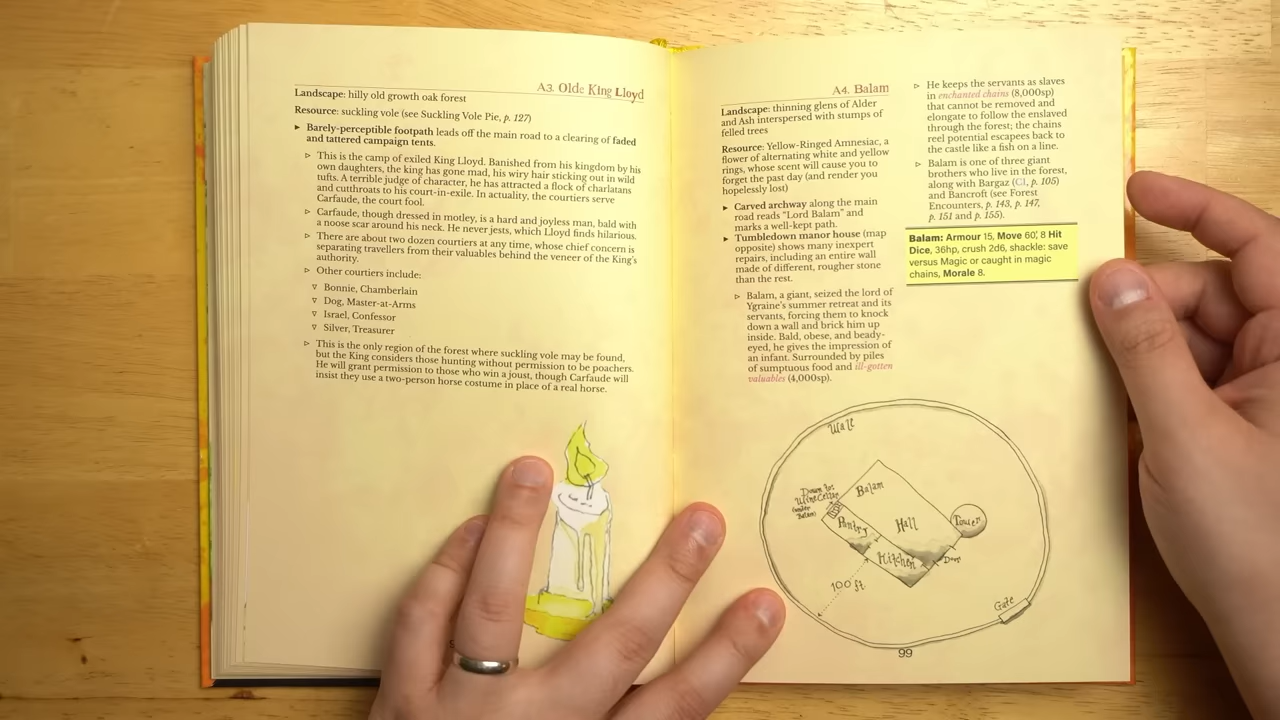 A3. Olde King Lloyd
Landscape: hilly old growth oak forest
Resource: suckling vole (see Suckling Vole Pie, p. 127)
▸ Barely-perceptible footpath leads off the main road to a clearing of faded
and tattered campaign tents.
▹ This is the camp of exiled King Lloyd. Banished from his kingdom by his
own daughters, the king has gone mad, his wiry hair sticking out in wild
tufts. A terrible judge of character, he has attracted a flock of charlatans
and cutthroats to his court-in-exile. In actuality, the courtiers serve
Carfaude, the court fool.
▹ Carfaude, though dressed in motley, is a hard and joyless man, bald with
a noose scar around his neck. He never jests, which Lloyd finds hilarious.
▹ There are about two dozen courtiers at any time, whose chief concern is
separating travellers from their valuables behind the veneer of the King's
authority.
▹ Other courtiers include:
▿ Bonnie, Chamberlain
▿ Dog, Master-at-Arms
▿ Israel, Confessor
▿ Silver, Treasurer
▹ This is the only region of the forest where suckling vole may be found,
but the King considers those hunting without permission to be poachers.
He will grant permission to those who win a joust, though Carfaude will
insist they use a two-person horse costume in place of a real horse.
A4. Balam
Landscape: thinning glens of Alder
and Ash interspersed with stumps of
felled trees
Resource: Yellow-Ringed Amnesiac, a
flower of alternating white and yellow
rings, whose scent will cause you to
forget the past day (and render you
hopelessly lost)
▸ Carved archway along the main
road reads “Lord Balam” and
marks a well-kept path.
▸ Tumbledown manor house (map
opposite) shows many inexpert
repairs, including an entire wall
made of different, rougher stone
than the rest.
▹ Balam, a giant, seized the lord of
Ygraine's summer retreat and its
servants, forcing them to knock
down a wall and brick him up
inside. Bald, obese, and beady-
eyed, he gives the impression of
an infant. Surrounded by piles
of sumptuous food and ill-gotten
valuables (4,000sp).
▹ He keeps the servants as slaves
in enchanted chains (8,000sp)
that cannot be removed and
elongate to follow the enslaved
through the forest; the chains
reel potential escapees back to
the castle like a fish on a line.
▹ Balam is one of three giant
brothers who live in the forest,
along with Bargaz (C1, p. 105)
and Bancroft (see Forest
Encounters, p. 143, p. 147,
p. 151 and p. 155).
Balam: Armour 15, Move 60', 8 Hit
Dice, 36hp, crush 2d6, shackle: save
versus Magic or caught in magic
chains, Morale 8.
Wall
Down to:
Wine Cellar
(under
Balam)
Balam
Pantry
Hall
Tower
Kitchen
Door
100 ft
Gate
99